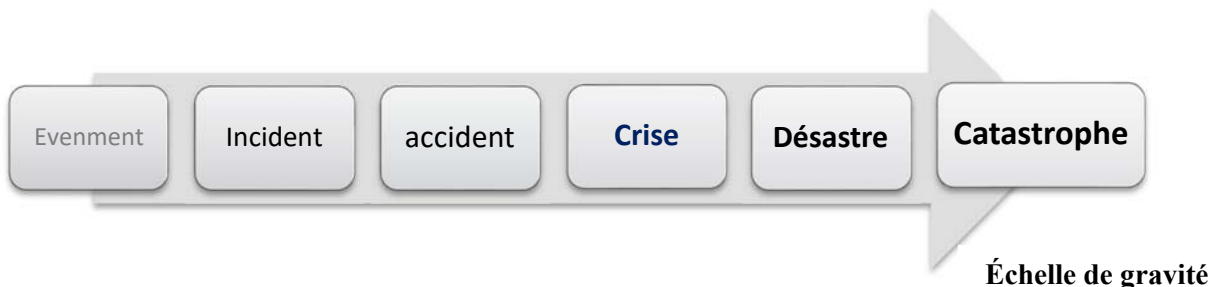 Evenment
Incident
accident
Crise
Désastre
Catastrophe
Échelle de gravité